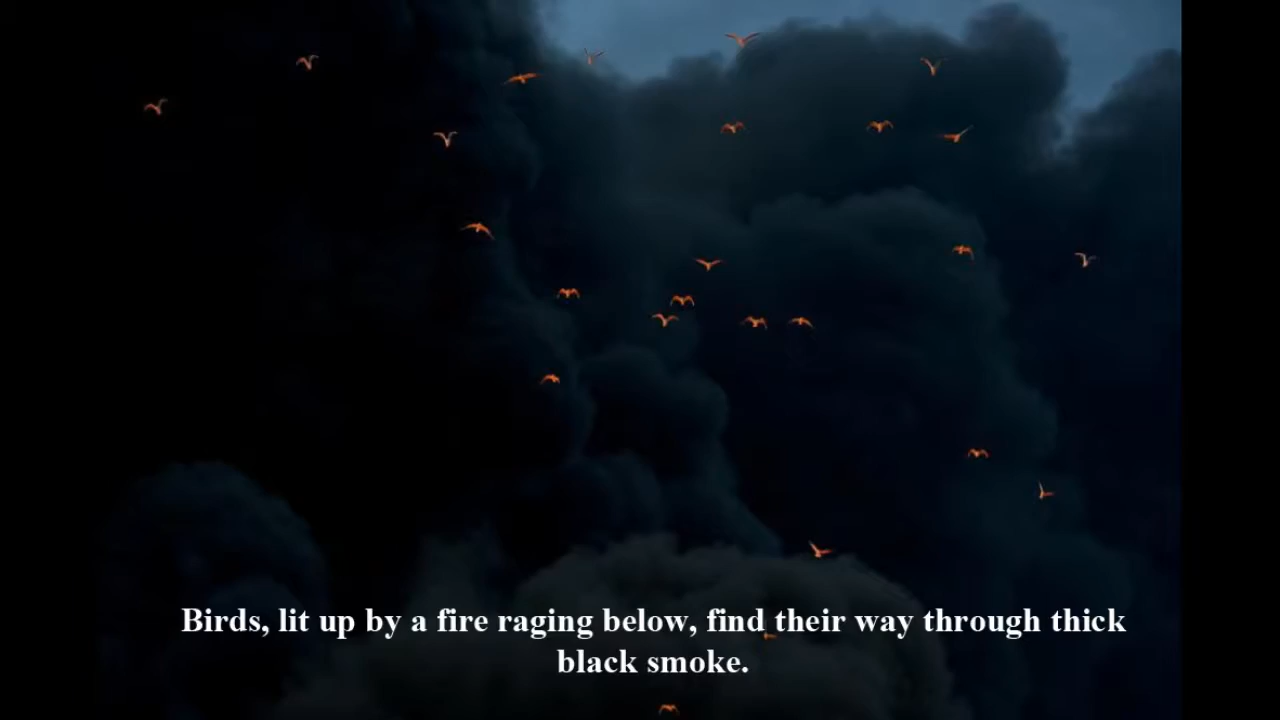 Birds, lit up by a fire raging below, find their way through thick
black smoke.